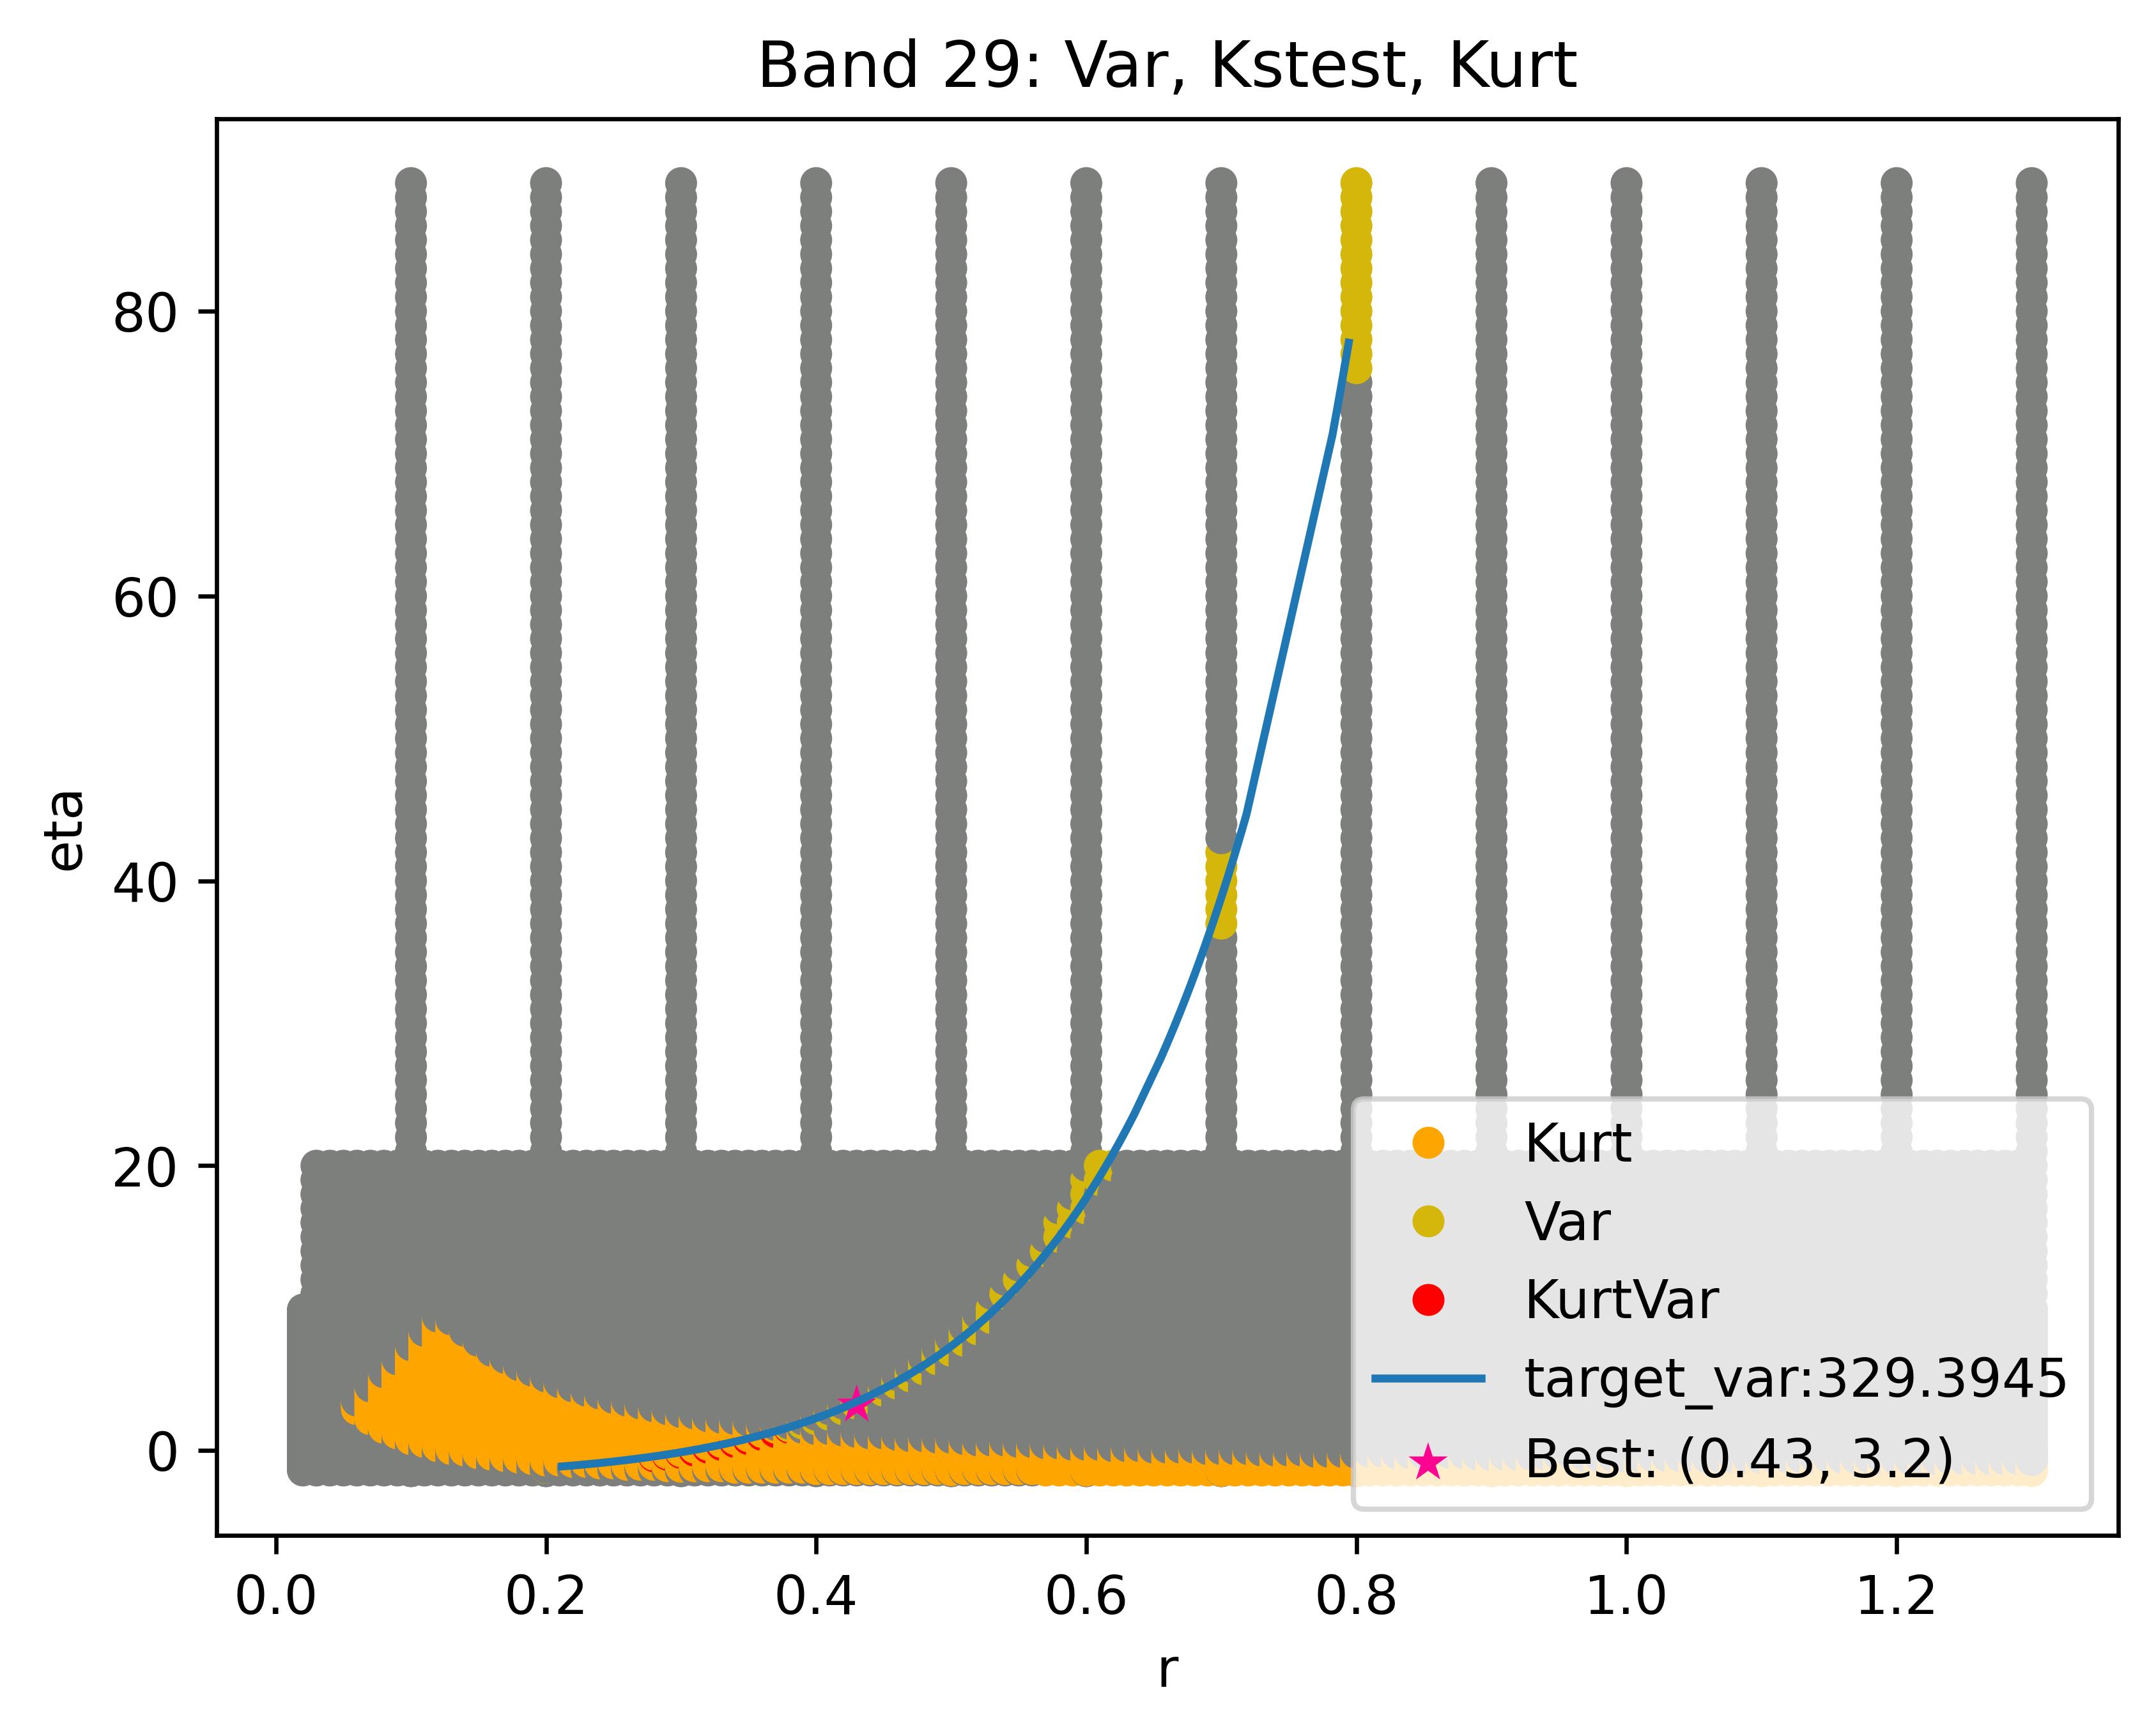 Band 29: Var, Kstest, Kurt
eta
80
60
40
20
0
Kurt
Var
KurtVar
target_var:329.3945
Best: (0.43, 3.2)
0.0 0.2 0.4 0.6 0.8 1.0 1.2
r